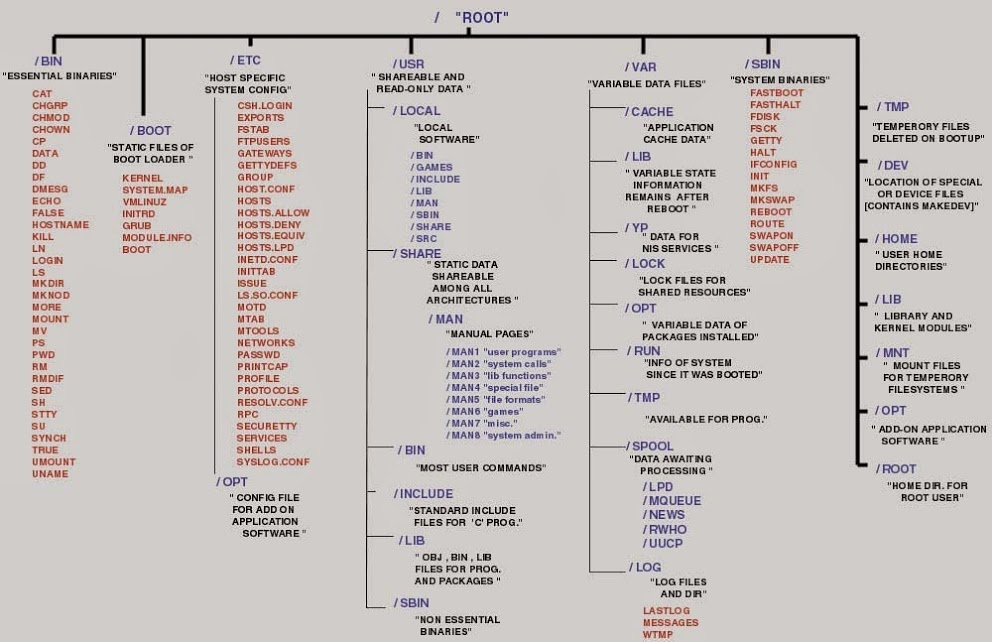 / "ROOT"
/ BIN
"ESSENTIAL BINARIES"
CAT
CHGRP
CHMOD
CHOWN
CP
DATA
DD
DF
DMESG
ECHO
FALSE
HOSTNAME
KILL
LN
LOGIN
LS
MKDIR
MKNOD
MORE
MOUNT
MV
PS
PWD
RM
RMDIF
SED
SH
STTY
SU
SYNCH
TRUE
UMOUNT
UNAME
/ BOOT
"STATIC FILES OF
BOOT LOADER "
KERNEL
SYSTEM.MAP
VMLINUZ
INITRD
GRUB
MODULE.INFO
BOOT
/ ETC
"HOST SPECIFIC
SYSTEM CONFIG"
CSH.LOGIN
EXPORTS
FSTAB
FTPUSERS
GATEWAYS
GETTYDEFS
GROUP
HOST.CONF
HOSTS
HOSTS.ALLOW
HOSTS.DENY
HOSTS.EQUIV
HOSTS.LPD
INETD.CONF
INITTAB
ISSUE
LS.SO.CONF
MOTD
MTAB
MTOOLS
NETWORKS
PASSWD
PRINTCAP
PROFILE
PROTOCOLS
RESOLV.CONF
RPC
SECURETTY
SERVICES
SHELLS
SYSLOG.CONF
/ OPT
" CONFIG FILE
FOR ADD ON
APPLICATION
SOFTWARE "
/ USR
" SHAREABLE AND
READ-ONLY DATA "
/ LOCAL
"LOCAL
SOFTWARE"
/ BIN
/ GAMES
/ INCLUDE
/ LIB
/ MAN
/ SBIN
/ SHARE
/ SRC
/ SHARE
" STATIC DATA
SHAREABLE
AMONG ALL
ARCHITECTURES "
/ MAN
"MANUAL PAGES"
/ MAN1 "user programs"
/ MAN2 "system calls"
/ MAN3 "lib functions"
/ MAN4 "special file"
/ MAN5 "file formats"
/ MAN6 "games"
/ MAN7 "misc."
/ MAN8 "system admin."
/ BIN
"MOST USER COMMANDS"
/ INCLUDE
"STANDARD INCLUDE
FILES FOR 'C' PROG."
/ LIB
" OBJ , BIN , LIB
FILES FOR PROG.
AND PACKAGES "
/ SBIN
"NON ESSENTIAL
BINARIES"
/ VAR
"VARIABLE DATA FILES"
/ CACHE
"APPLICATION
CACHE DATA"
/ LIB
" VARIABLE STATE
INFORMATION
REMAINS AFTER
REBOOT "
/ YP
" DATA FOR
NIS SERVICES "
/ LOCK
"LOCK FILES FOR
SHARED RESOURCES"
/ OPT
" VARIABLE DATA OF
PACKAGES INSTALLED"
/ RUN
"INFO OF SYSTEM
SINCE IT WAS BOOTED"
/ TMP
"AVAILABLE FOR PROG."
/ SPOOL
"DATA AWAITING
PROCESSING "
/ LPD
/ MQUEUE
/ NEWS
/ RWHO
/ UUCP
/ LOG
"LOG FILES
AND DIR"
LASTLOG
MESSAGES
WTMP
/ SBIN
"SYSTEM BINARIES"
FASTBOOT
FASTHALT
FDISK
FSCK
GETTY
HALT
IFCONFIG
INIT
MKFS
MKSWAP
REBOOT
ROUTE
SWAPON
SWAPOFF
UPDATE
/ TMP
"TEMPERORY FILES
DELETED ON BOOTUP"
/ DEV
"LOCATION OF SPECIAL
OR DEVICE FILES
[CONTAINS MAKEDEV]"
/ HOME
" USER HOME
DIRECTORIES"
/ LIB
" LIBRARY AND
KERNEL MODULES"
/ MNT
" MOUNT FILES
FOR TEMPERORY
FILESYSTEMS "
/ OPT
" ADD-ON APPLICATION
SOFTWARE "
/ ROOT
"HOME DIR. FOR
ROOT USER"